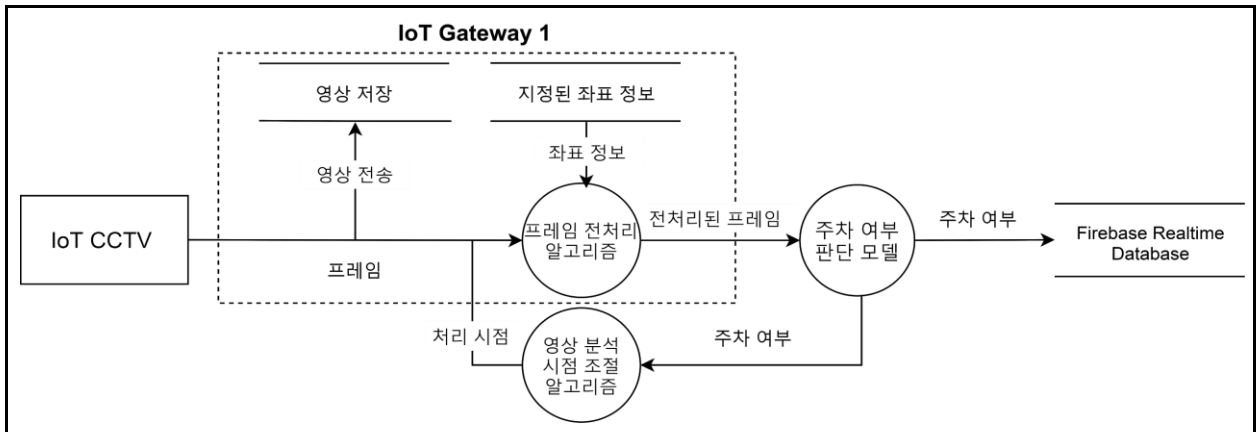 IoT Gateway 1
영상 저장
지정된 좌표 정보
좌표 정보
영상 전송
IoT CCTV
프레임
프레임 전처리
알고리즘
전처리된 프레임
주차 여부
판단 모델
주차 여부
Firebase Realtime
Database
처리 시점
영상 분석
시점 조절
알고리즘
주차 여부